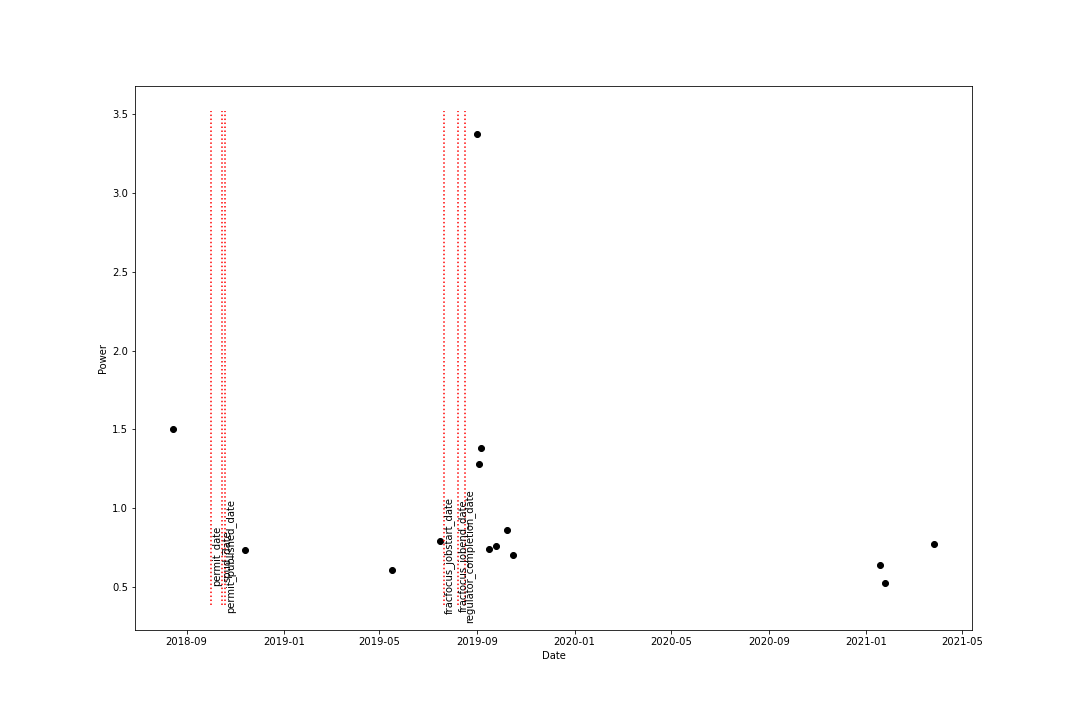 3.5
3.0
2.5
2.0
1.5
1.0
0.5
Power
permit_date
spud_date
permit_published_date
fracfocus_jobstart_date
fracfocus_jobend_date
regulator_completion_date
2018-09
2019-01
2019-05
2019-09
2020-01
2020-05
2020-09
2021-01
2021-05
Date